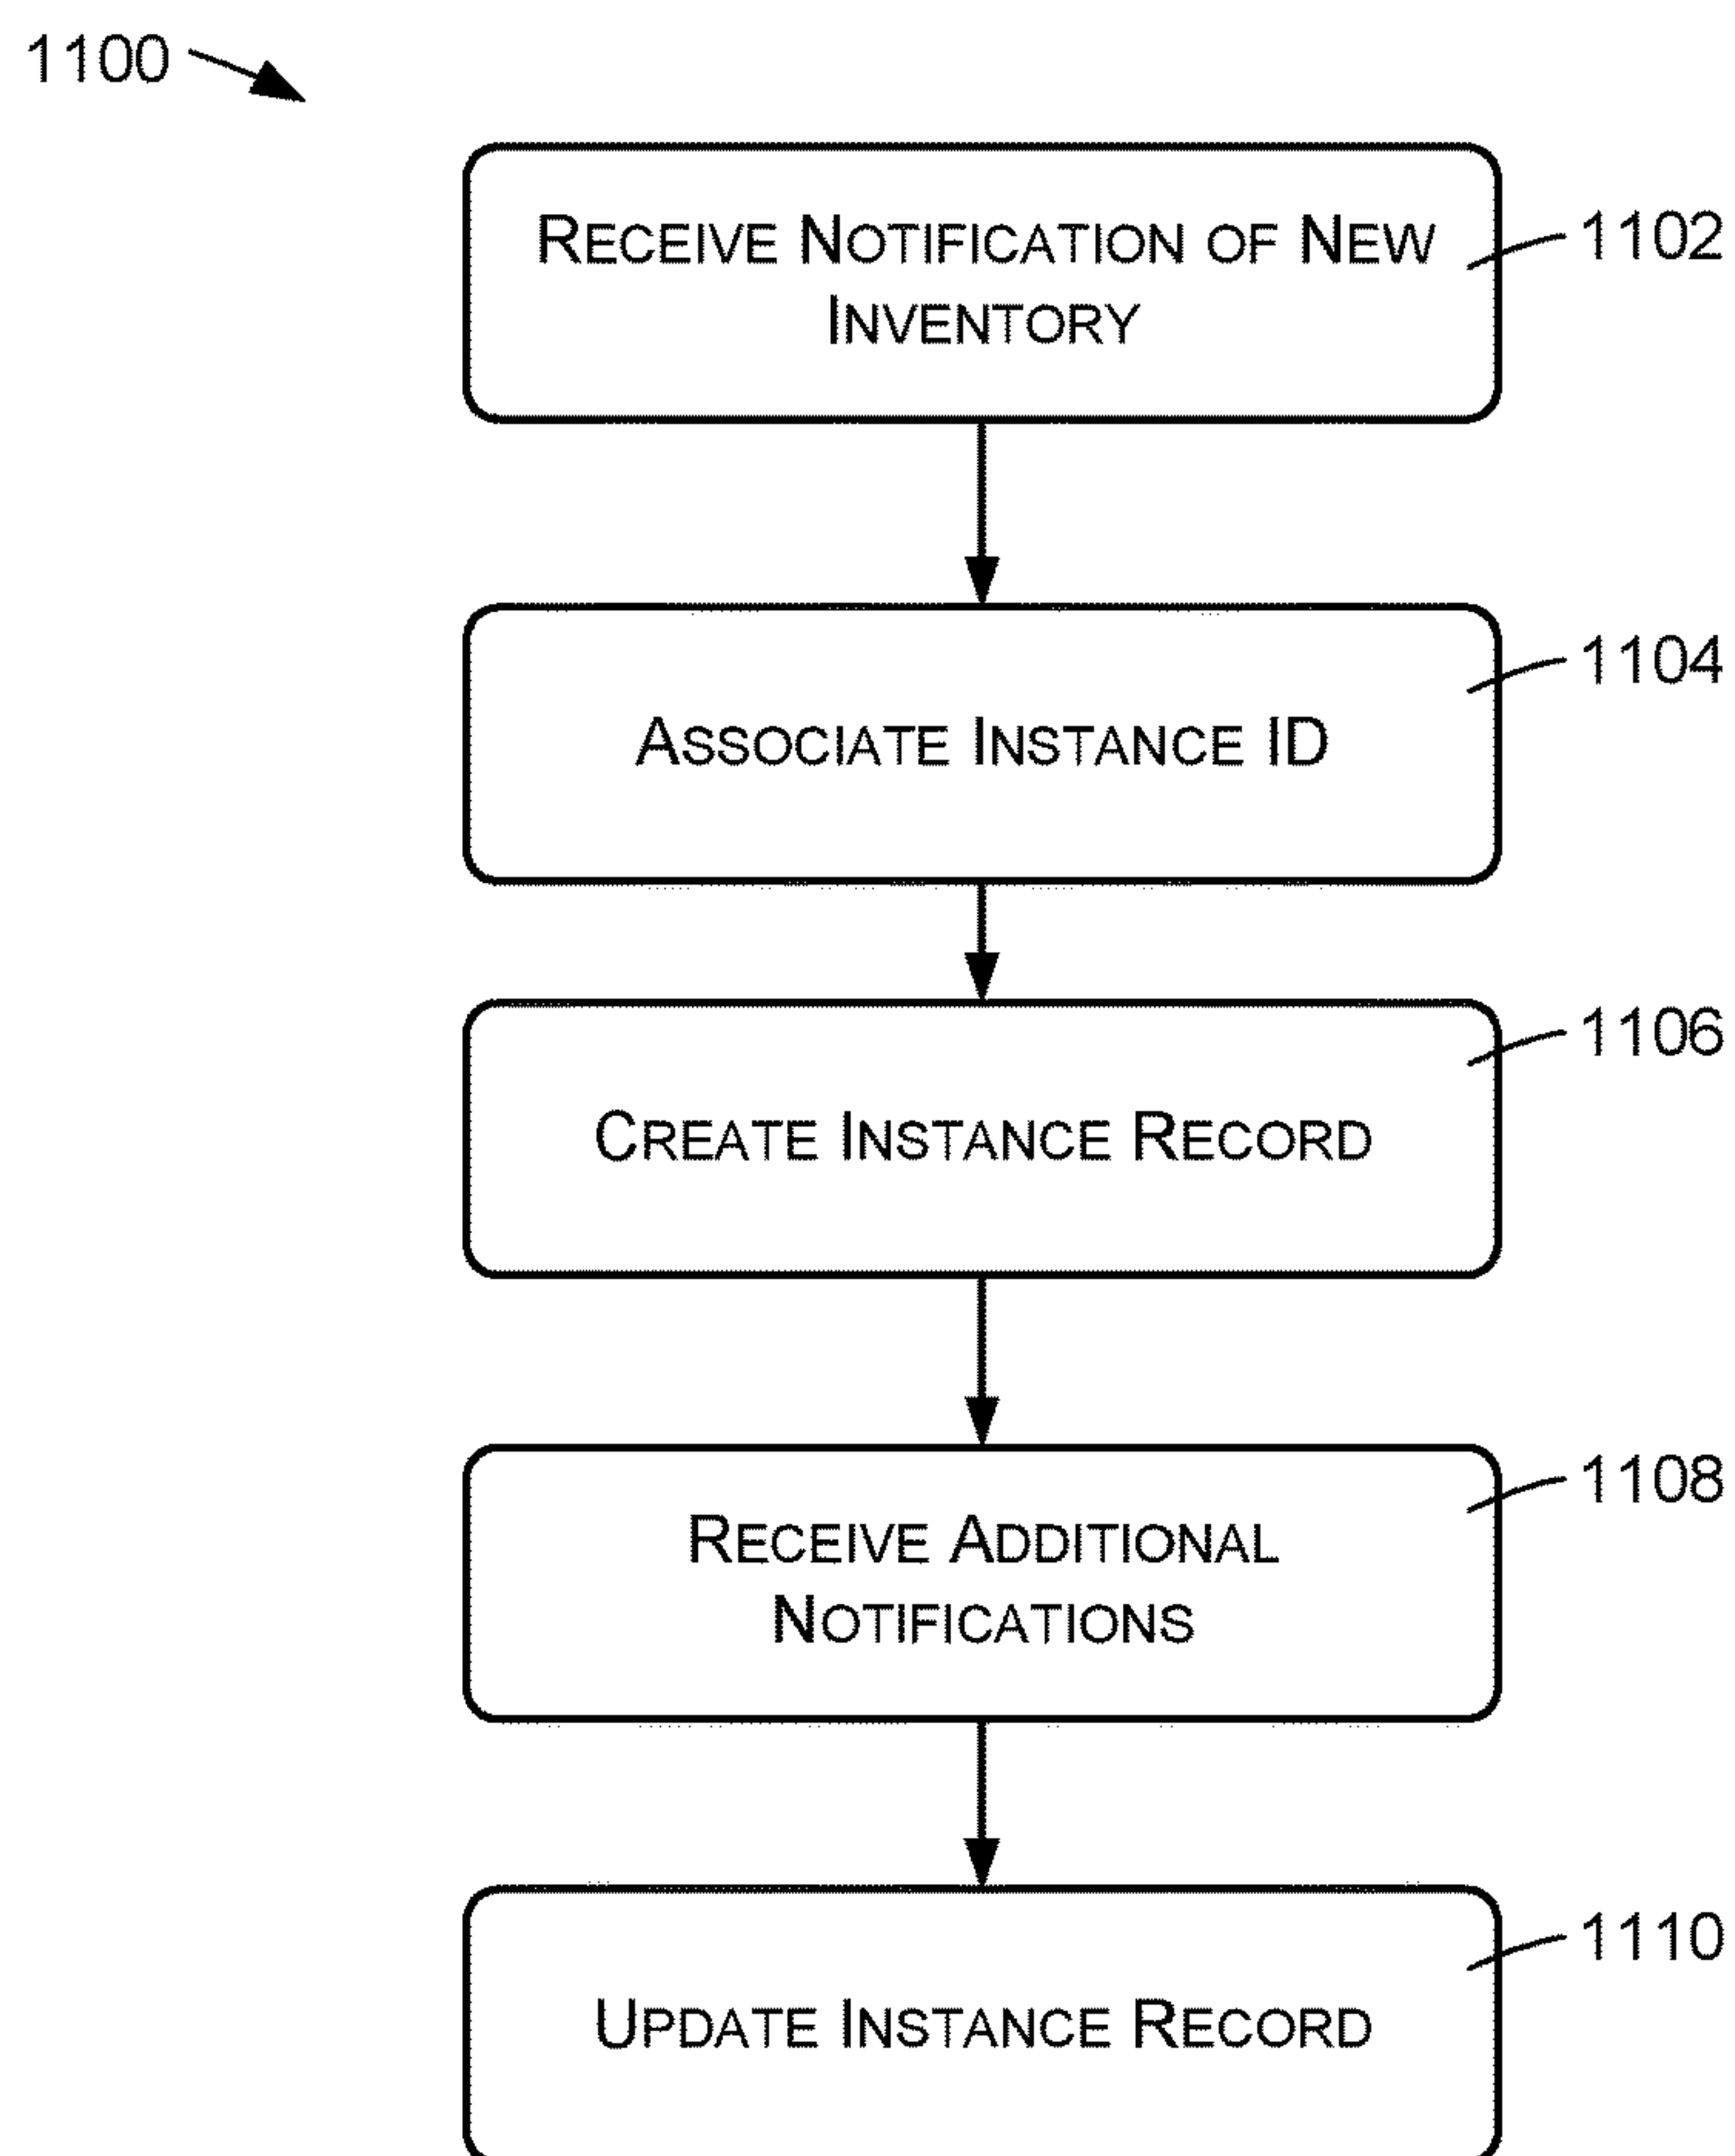 1100
RECEIVE NOTIFICATION OF NEW
INVENTORY
1102
ASSOCIATE INSTANCE ID
1104
CREATE INSTANCE RECORD
1106
RECEIVE ADDITIONAL
NOTIFICATIONS
1108
UPDATE INSTANCE RECORD
1110